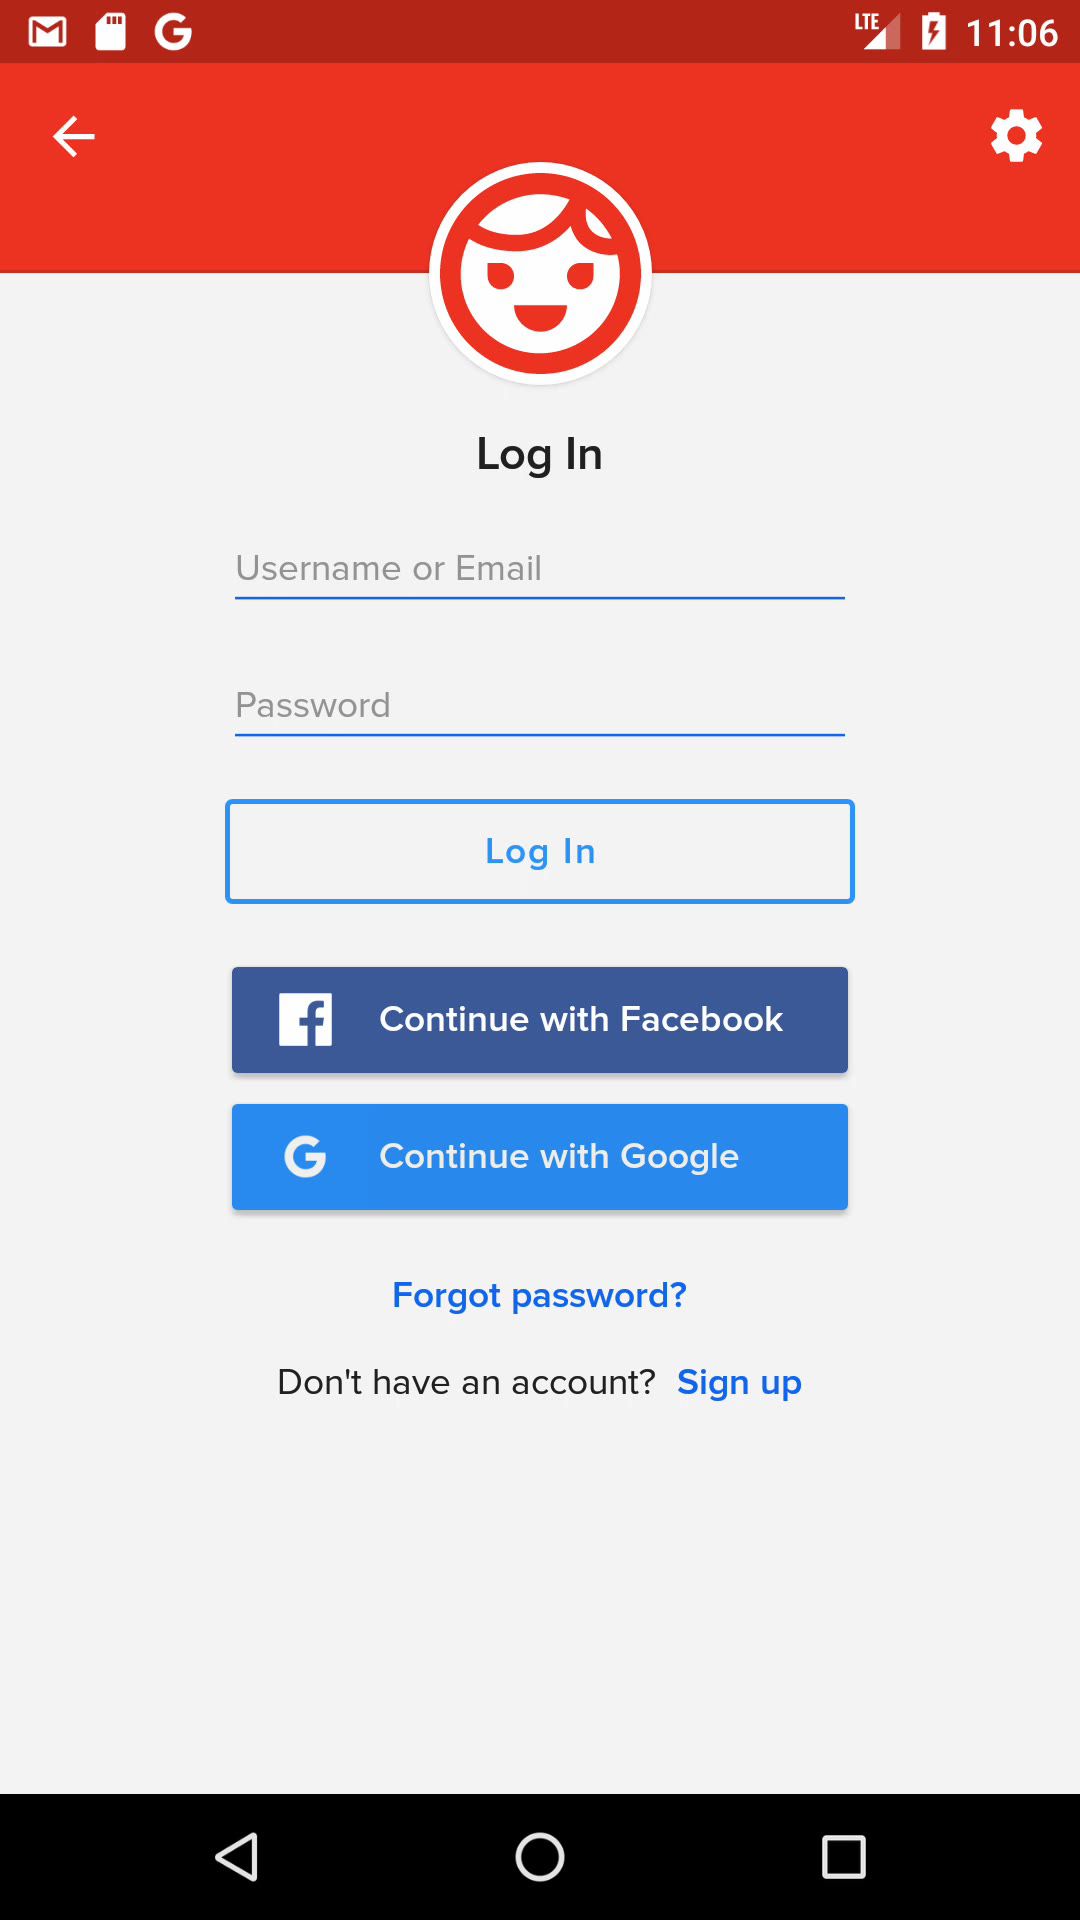 LTE 11:06
Log In
Username or Email
Password
Log In
Continue with Facebook
Continue with Google
Forgot password?
Don't have an account? Sign up